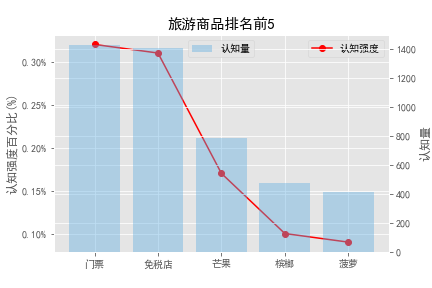 旅游商品排名前5
认知量
认知强度
认知强度百分比(%)
0.30%
0.25%
0.20%
0.15%
0.10%
1400
1200
1000
800
600
400
200
0
认知量
门票
免税店
芒果
槟榔
菠萝